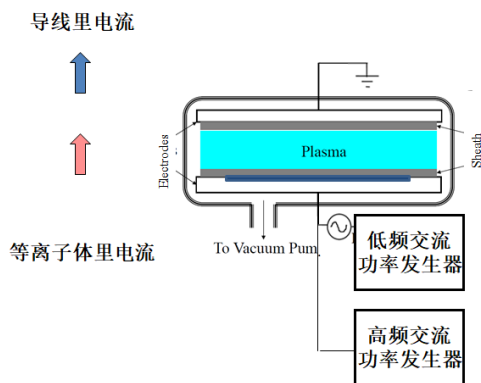 导线里电流
Electrodes
Plasma
Sheath
等离子体里电流
To Vacuum Pum
低频交流
功率发生器
高频交流
功率发生器